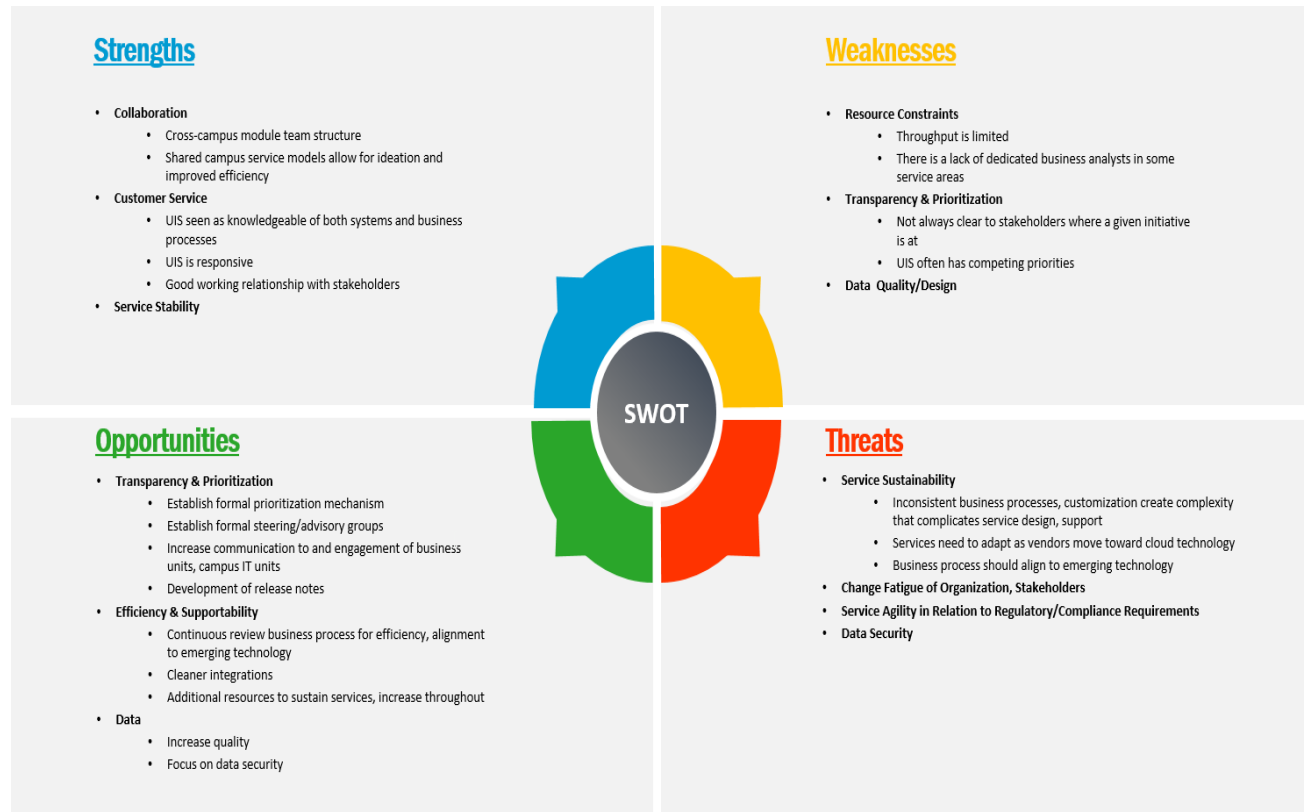 Strengths
• Collaboration
• Cross-campus module team structure
• Shared campus service models allow for ideation and
improved efficiency
• Customer Service
• UIS seen as knowledgeable of both systems and business
processes
• UIS is responsive
• Good working relationship with stakeholders
• Service Stability
Weaknesses
• Resource Constraints
• Throughput is limited
• There is a lack of dedicated business analysts in some
service areas
• Transparency & Prioritization
• Not always clear to stakeholders where a given initiative
is at
• UIS often has competing priorities
• Data Quality/Design
SWOT
Opportunities
• Transparency & Prioritization
• Establish formal prioritization mechanism
• Establish formal steering/advisory groups
• Increase communication to and engagement of business
units, campus IT units
• Development of release notes
• Efficiency & Supportability
• Continuous review business process for efficiency, alignment
to emerging technology
• Cleaner integrations
• Additional resources to sustain services, increase throughout
• Data
• Increase quality
• Focus on data security
Threats
• Service Sustainability
• Inconsistent business processes, customization create complexity
that complicates service design, support
• Services need to adapt as vendors move toward cloud technology
• Business process should align to emerging technology
• Change Fatigue of Organization, Stakeholders
• Service Agility in Relation to Regulatory/Compliance Requirements
• Data Security